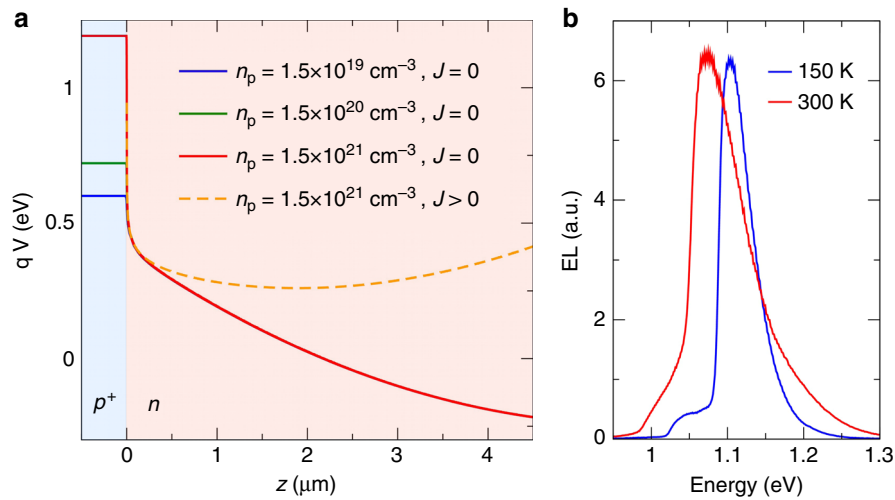 a
q V (eV)
1
0.5
0
n_p = 1.5×10^19 cm^−3 , J = 0
n_p = 1.5×10^20 cm^−3 , J = 0
n_p = 1.5×10^21 cm^−3 , J = 0
n_p = 1.5×10^21 cm^−3 , J > 0
p^+ n
0 1 2 3 4
z (μm)
b
EL (a.u.)
6
4
2
0
150 K
300 K
1 1.1 1.2 1.3
Energy (eV)